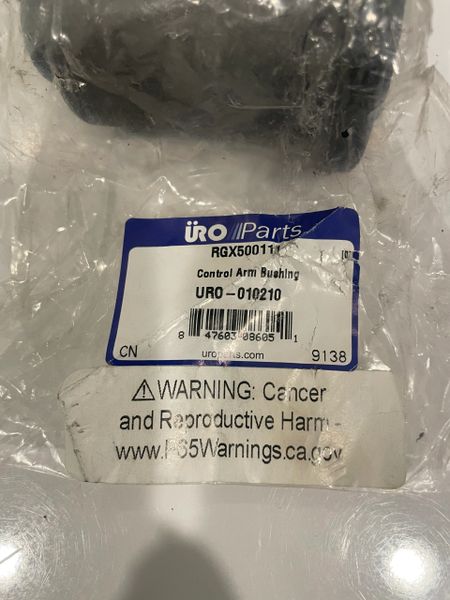 ÜRO///Parts
RGX500111
Control Arm Bushing
URO-010210
8 47603 08605 1
CN uroparts.com 9138
⚠WARNING: Cancer
and Reproductive Harm-
www.P65Warnings.ca.gov